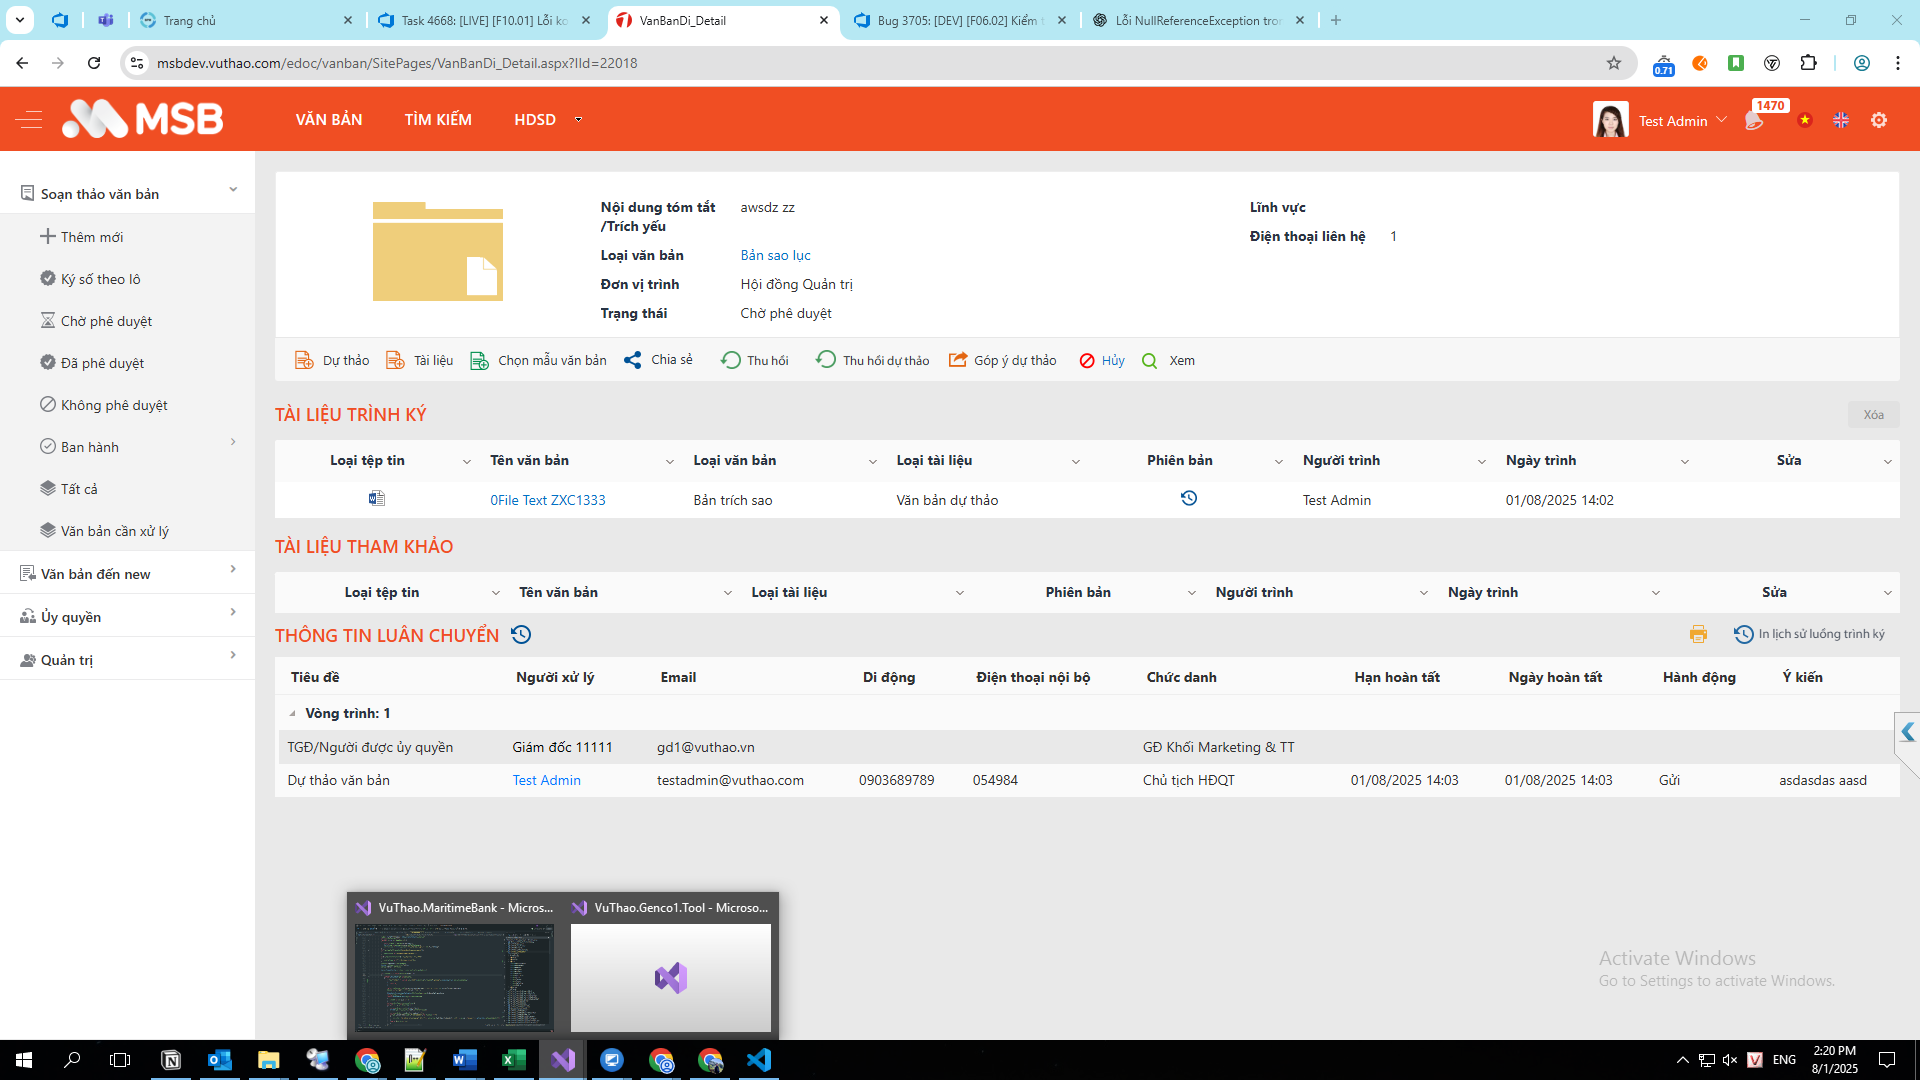 Trang chủ
Task 4668: [LIVE] [F10.01] Lỗi ko
VanBanDi_Detail
Bug 3705: [DEV] [F06.02] Kiểm t
Lỗi NullReferenceException tron
msbdev.vuthao.com/edoc/vanban/SitePages/VanBanDi_Detail.aspx?IId=22018
0.71
MSB
VĂN BẢN
TÌM KIẾM
HDSD
Test Admin
1470
Soạn thảo văn bản
Thêm mới
Ký số theo lô
Chờ phê duyệt
Đã phê duyệt
Không phê duyệt
Ban hành
Tất cả
Văn bản cần xử lý
Văn bản đến new
Ủy quyền
Quản trị
Nội dung tóm tắt /Trích yếu awsdz zz
Loại văn bản Bản sao lục
Đơn vị trình Hội đồng Quản trị
Trạng thái Chờ phê duyệt
Lĩnh vực
Điện thoại liên hệ 1
Dự thảo Tài liệu Chọn mẫu văn bản Chia sẻ Thu hồi Thu hồi dự thảo Góp ý dự thảo Hủy Xem
TÀI LIỆU TRÌNH KÝ
Xóa
Loại tệp tin Tên văn bản Loại văn bản Loại tài liệu Phiên bản Người trình Ngày trình Sửa
0File Text ZXC1333 Bản trích sao Văn bản dự thảo Test Admin 01/08/2025 14:02
TÀI LIỆU THAM KHẢO
Loại tệp tin Tên văn bản Loại tài liệu Phiên bản Người trình Ngày trình Sửa
THÔNG TIN LUÂN CHUYỂN
In lịch sử luồng trình ký
Tiêu đề Người xử lý Email Di động Điện thoại nội bộ Chức danh Hạn hoàn tất Ngày hoàn tất Hành động Ý kiến
Vòng trình: 1
TGĐ/Người được ủy quyền Giám đốc 11111 gd1@vuthao.vn GĐ Khối Marketing & TT
Dự thảo văn bản Test Admin testadmin@vuthao.com 0903689789 054984 Chủ tịch HĐQT 01/08/2025 14:03 01/08/2025 14:03 Gửi asdasdas aasd
VuThao.MaritimeBank - Micros...
VuThao.Genco1.Tool - Microso...
Activate Windows
Go to Settings to activate Windows.
ENG
2:20 PM
8/1/2025